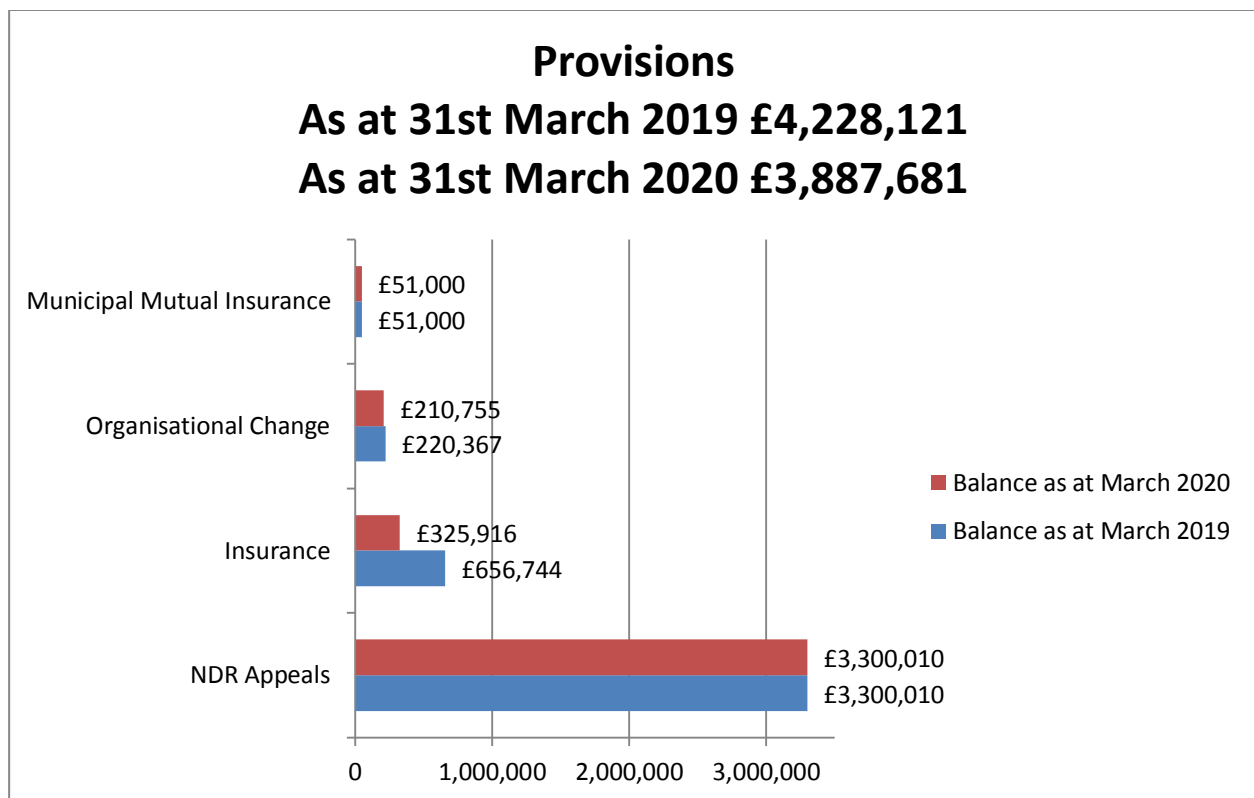 Provisions
As at 31st March 2019 £4,228,121
As at 31st March 2020 £3,887,681
Municipal Mutual Insurance
£51,000
£51,000
Organisational Change
£210,755
£220,367
Insurance
£325,916
£656,744
NDR Appeals
£3,300,010
£3,300,010
Balance as at March 2020
Balance as at March 2019
0 1,000,000 2,000,000 3,000,000